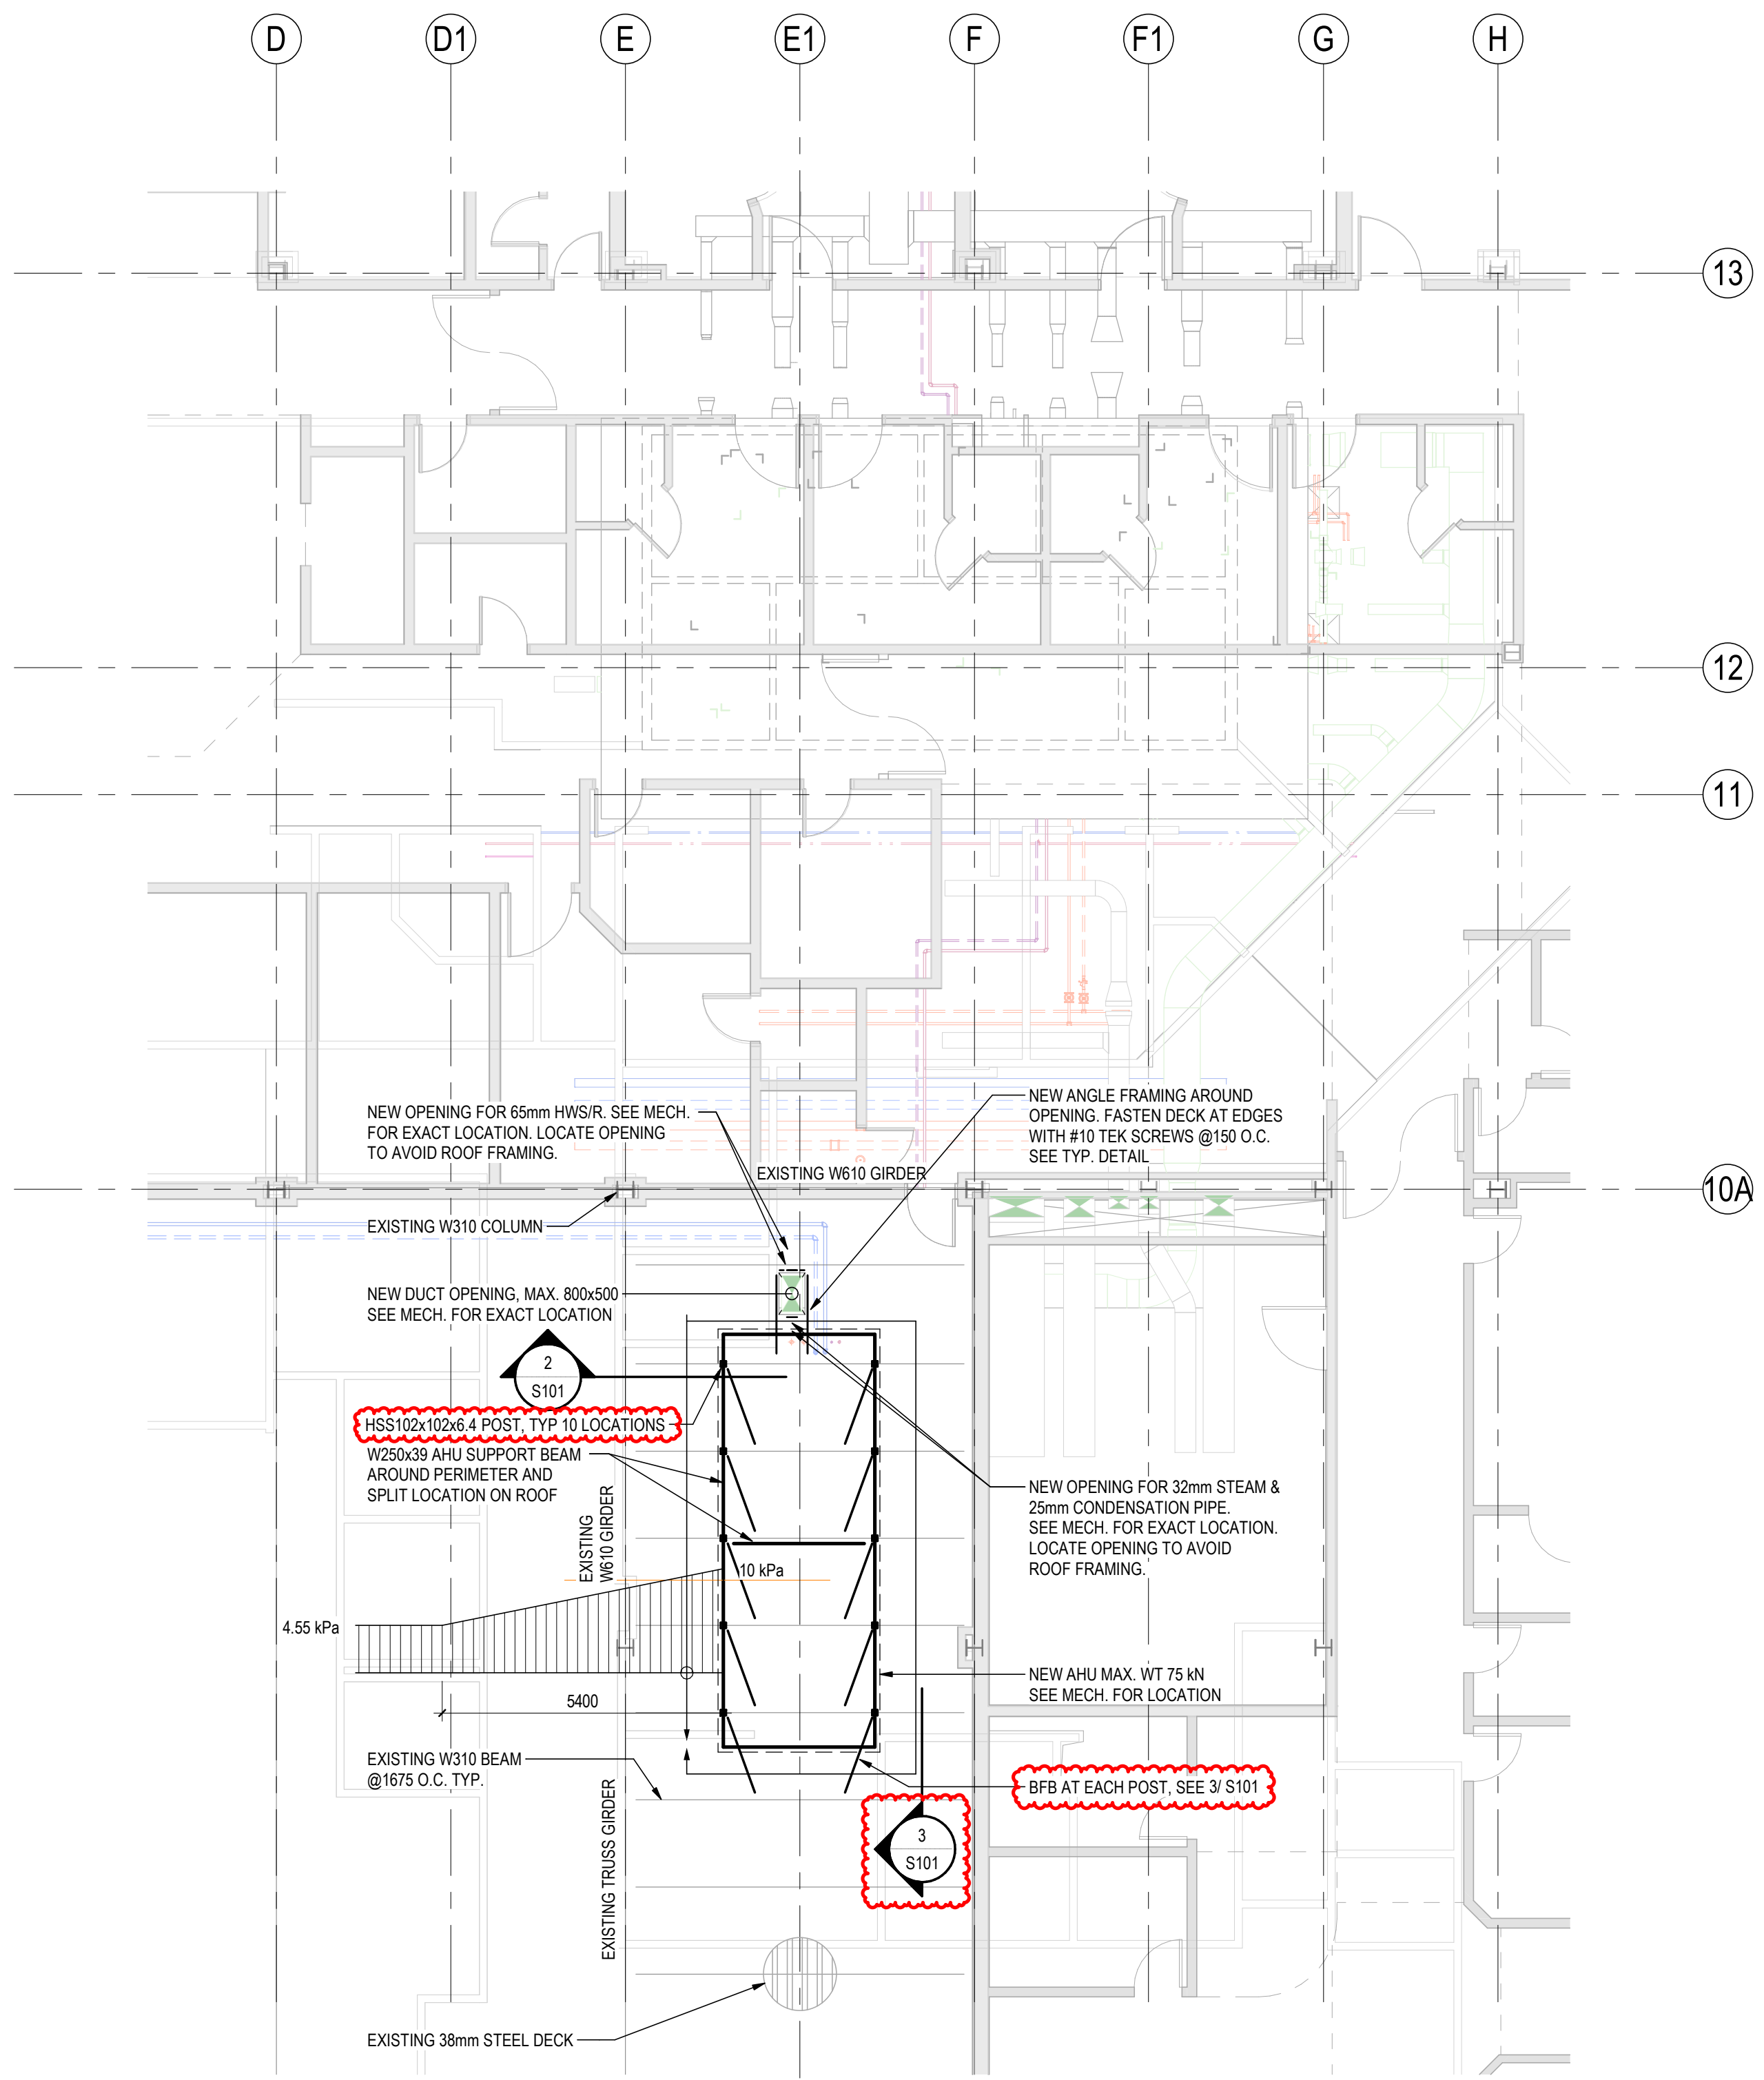 D
D1
E
E1
F
F1
G
H
13
12
11
10A
NEW OPENING FOR 65mm HWS/R. SEE MECH.
FOR EXACT LOCATION. LOCATE OPENING
TO AVOID ROOF FRAMING.
NEW ANGLE FRAMING AROUND
OPENING. FASTEN DECK AT EDGES
WITH #10 TEK SCREWS @150 O.C.
SEE TYP. DETAIL
EXISTING W610 GIRDER
EXISTING W310 COLUMN
NEW DUCT OPENING, MAX. 800x500
SEE MECH. FOR EXACT LOCATION
2
S101
HSS102x102x6.4 POST, TYP 10 LOCATIONS
W250x39 AHU SUPPORT BEAM
AROUND PERIMETER AND
SPLIT LOCATION ON ROOF
NEW OPENING FOR 32mm STEAM &
25mm CONDENSATION PIPE.
SEE MECH. FOR EXACT LOCATION.
LOCATE OPENING TO AVOID
ROOF FRAMING.
EXISTING
W610 GIRDER
10 kPa
4.55 kPa
5400
NEW AHU MAX. WT 75 kN
SEE MECH. FOR LOCATION
EXISTING W310 BEAM
@1675 O.C. TYP.
BFB AT EACH POST, SEE 3/ S101
EXISTING TRUSS GIRDER
3
S101
EXISTING 38mm STEEL DECK